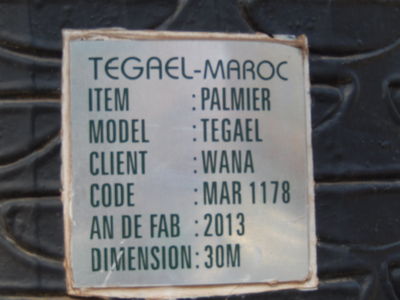 TEGAEL-MAROC
ITEM : PALMIER
MODEL : TEGAEL
CLIENT : WANA
CODE : MAR 1178
AN DE FAB : 2013
DIMENSION : 30M